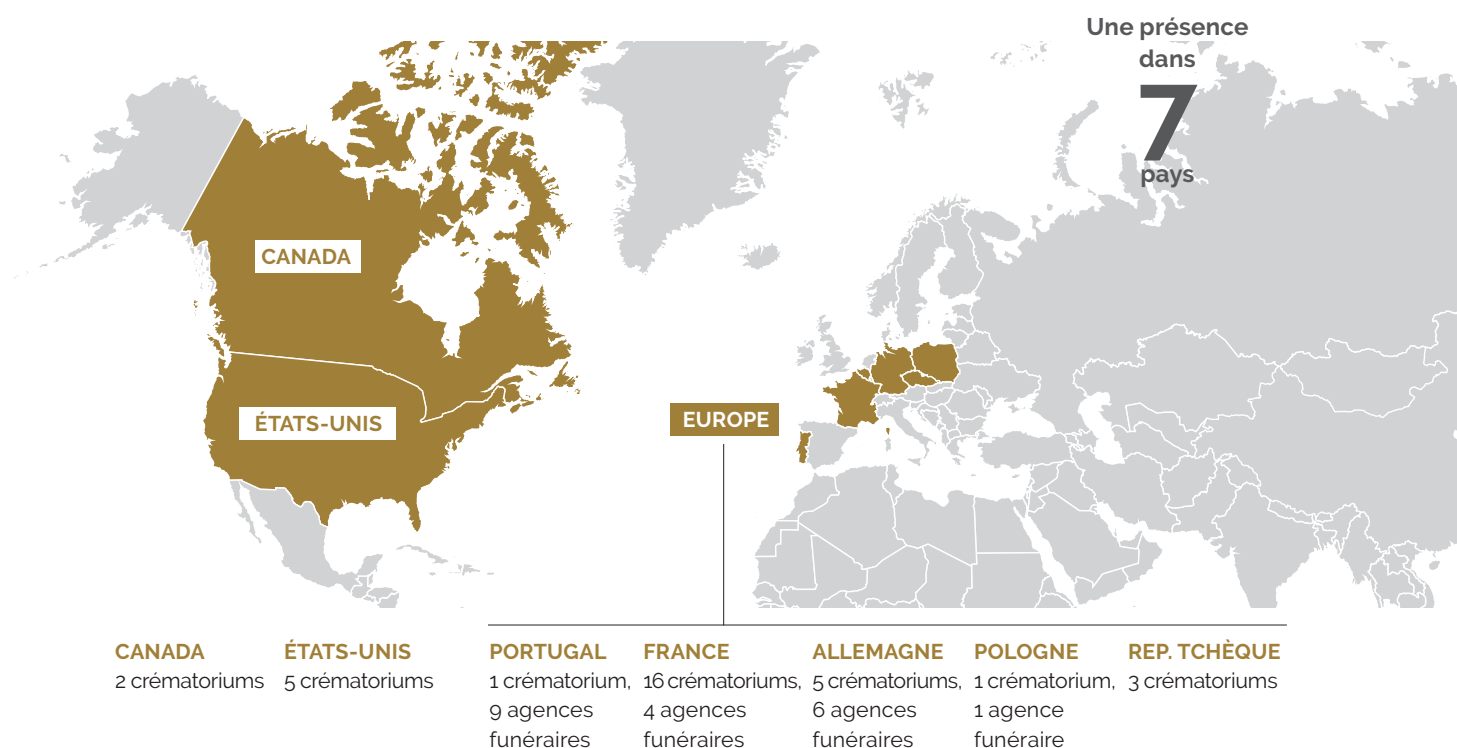 Une présence
dans
7
pays
CANADA
ÉTATS-UNIS
EUROPE
CANADA
2 crématoriums
ÉTATS-UNIS
5 crématoriums
PORTUGAL
1 crématorium,
9 agences
funéraires
FRANCE
16 crématoriums,
4 agences
funéraires
ALLEMAGNE
5 crématoriums,
6 agences
funéraires
POLOGNE
1 crématorium,
1 agence
funéraire
REP. TCHÈQUE
3 crématoriums